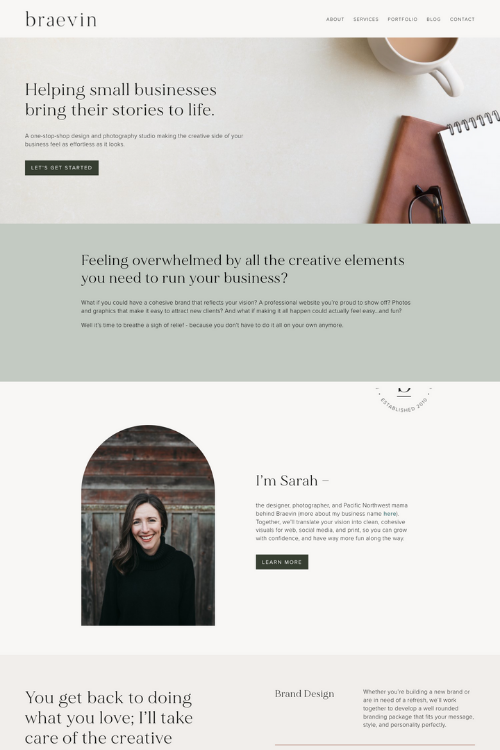 braevin
ABOUT SERVICES PORTFOLIO BLOG CONTACT
Helping small businesses
bring their stories to life.
A one-stop-shop design and photography studio making the creative side of your
business feel as effortless as it looks.
LET'S GET STARTED
Feeling overwhelmed by all the creative elements
you need to run your business?
What if you could have a cohesive brand that reflects your vision? A professional website you're proud to show off? Photos
and graphics that make it easy to attract new clients? And what if making it all happen could actually feel easy...and fun?
Well it's time to breathe a sigh of relief - because you don't have to do it all on your own anymore.
ESTABLISHED 2010
I'm Sarah –
the designer, photographer, and Pacific Northwest mama
behind Braevin (more about my business name here).
Together, we'll translate your vision into clean, cohesive
visuals for web, social media, and print, so you can grow
with confidence, and have way more fun along the way.
LEARN MORE
You get back to doing
what you love; I'll take
care of the creative
Brand Design
Whether you're building a new brand or
are in need of a refresh, we'll work
together to develop a well rounded
branding package that fits your message,
style, and personality perfectly.